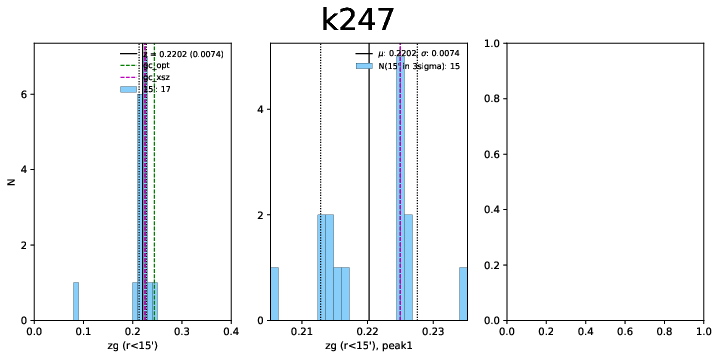 k247
N
6
4
2
0
0.0 0.1 0.2 0.3 0.4
zg (r<15')
= 0.2202 (0.0074)
gc_opt
gc_xsz
15': 17
4
2
0
0.21 0.22 0.23
zg (r<15'), peak1
μ: 0.2202, σ: 0.0074
N(15' in 3sigma): 15
1.0
0.8
0.6
0.4
0.2
0.0
0.0 0.2 0.4 0.6 0.8 1.0